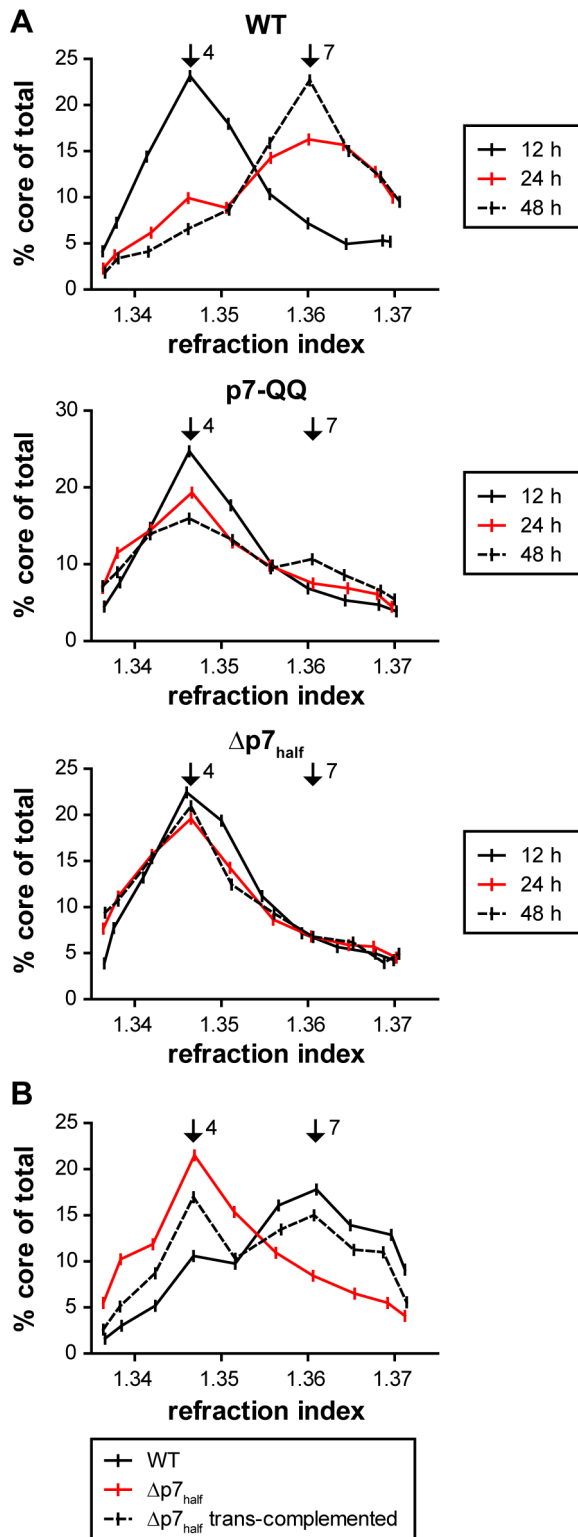 A
WT
4 7
25
20
15
10
5
0
% core of total
1.34 1.35 1.36 1.37
refraction index
12 h
24 h
48 h
p7-QQ
4 7
30
20
10
0
% core of total
1.34 1.35 1.36 1.37
refraction index
12 h
24 h
48 h
Δp7half
4 7
25
20
15
10
5
0
% core of total
1.34 1.35 1.36 1.37
refraction index
12 h
24 h
48 h
B
4 7
25
20
15
10
5
0
% core of total
1.34 1.35 1.36 1.37
refraction index
WT
Δp7half
Δp7half trans-complemented